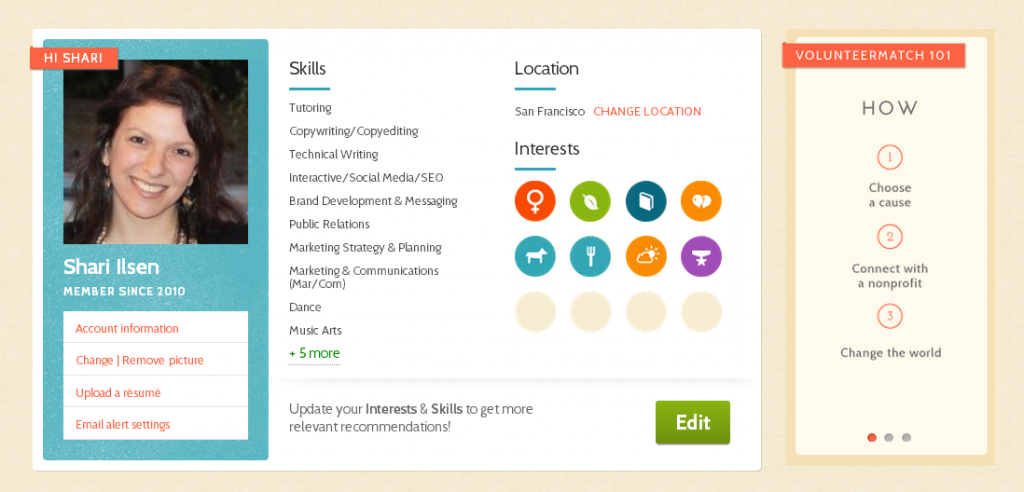 HI SHARI
Shari Ilsen
MEMBER SINCE 2010
Account information
Change | Remove picture
Upload a résumé
Email alert settings
Skills
Tutoring
Copywriting/Copyediting
Technical Writing
Interactive/Social Media/SEO
Brand Development & Messaging
Public Relations
Marketing Strategy & Planning
Marketing & Communications
(Mar/Com)
Dance
Music Arts
+ 5 more
Location
San Francisco CHANGE LOCATION
Interests
Update your Interests & Skills to get more
relevant recommendations!
Edit
VOLUNTEERMATCH 101
HOW
1
Choose
a cause
2
Connect with
a nonprofit
3
Change the world